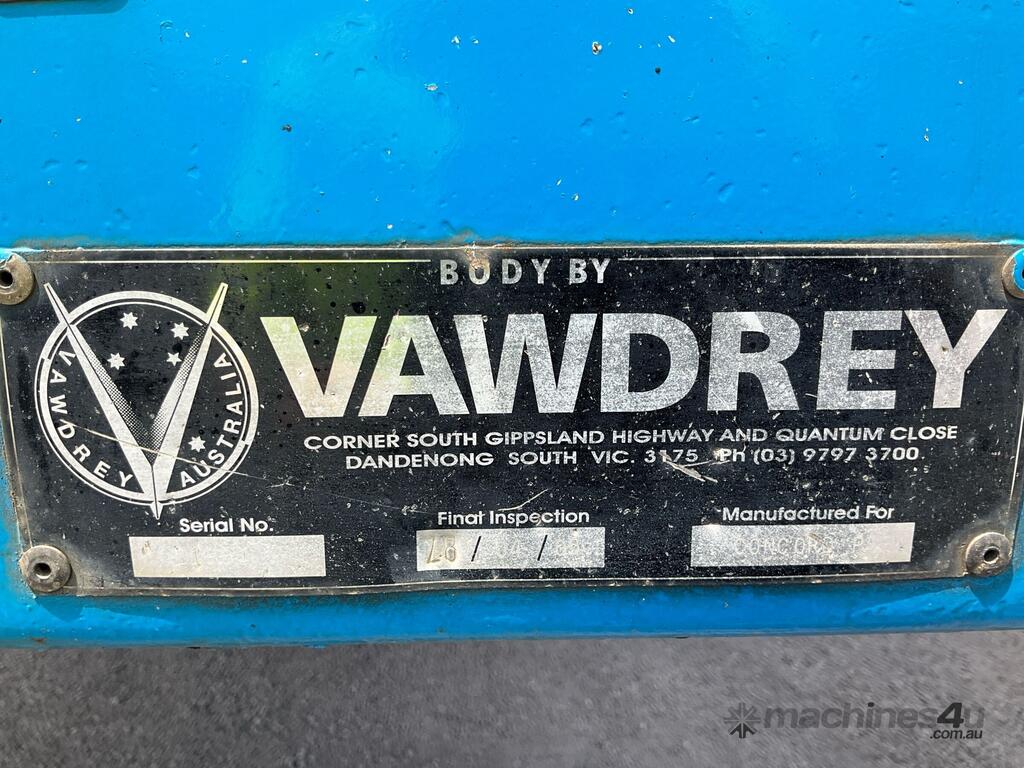 BODY BY
VAWDREY
VAWDREY AUSTRALIA
CORNER SOUTH GIPPSLAND HIGHWAY AND QUANTUM CLOSE
DANDENONG SOUTH VIC. 3175 PH (03) 9797 3700
Serial No.
Final Inspection
Manufactured For
machines4u
.com.au